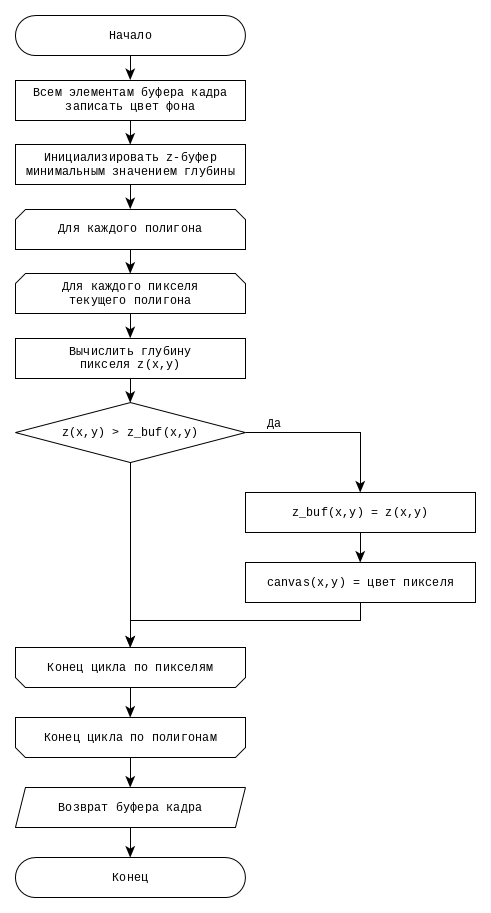 Начало
Всем элементам буфера кадра
записать цвет фона
Инициализировать z-буфер
минимальным значением глубины
Для каждого полигона
Для каждого пикселя
текущего полигона
Вычислить глубину
пикселя z(x,y)
z(x,y) > z_buf(x,y)
Да
z_buf(x,y) = z(x,y)
canvas(x,y) = цвет пикселя
Конец цикла по пикселям
Конец цикла по полигонам
Возврат буфера кадра
Конец